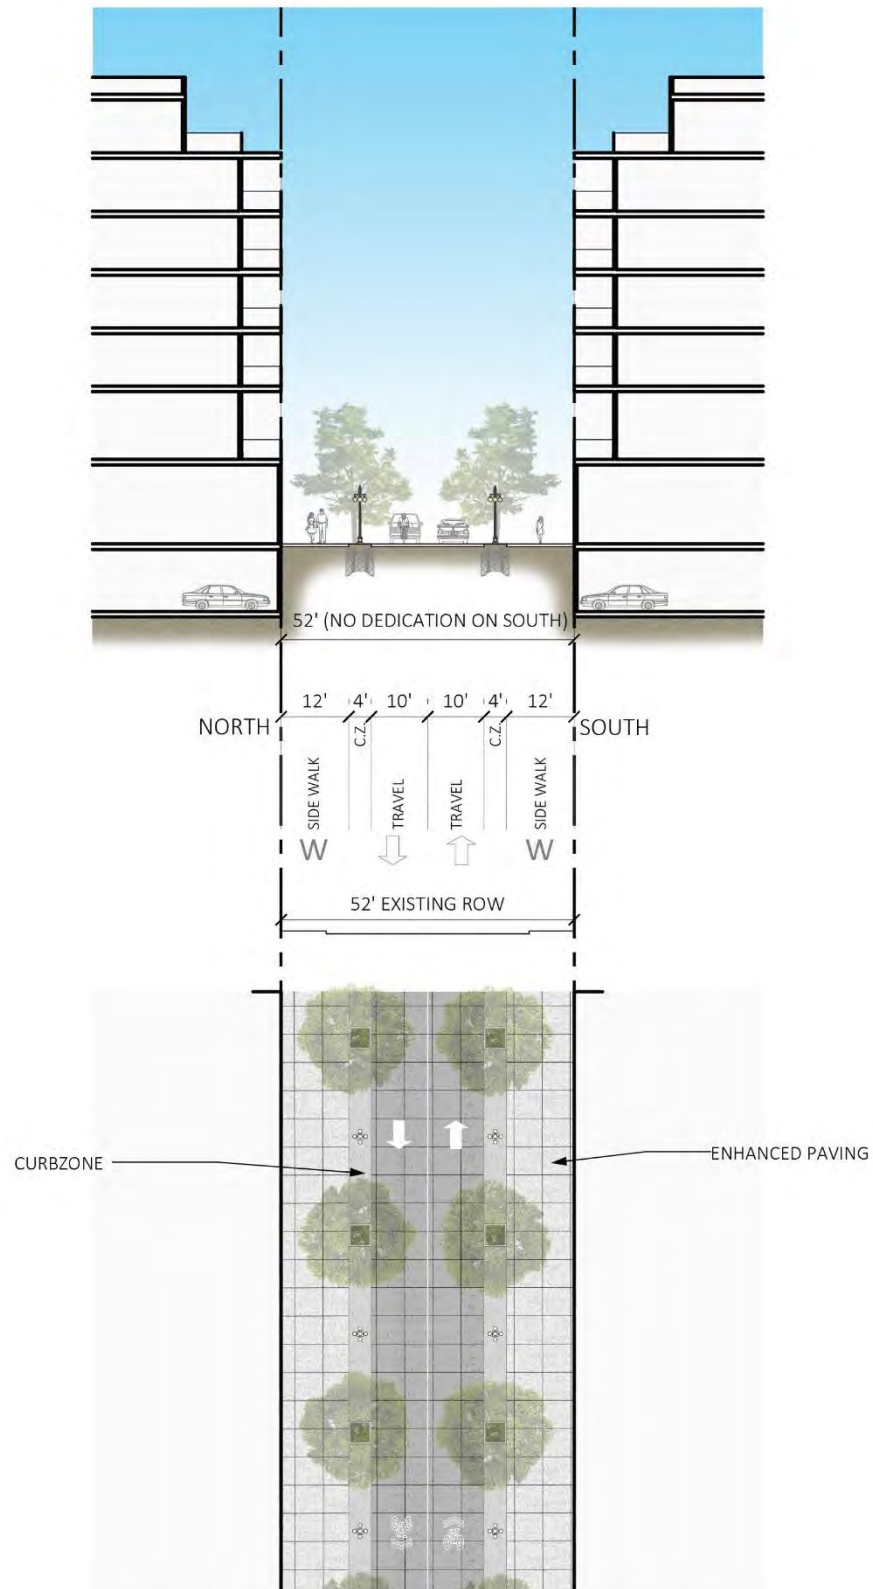 52' (NO DEDICATION ON SOUTH)
12' 4' 10' 10' 4' 12'
NORTH
SOUTH
SIDE WALK
C.Z.
TRAVEL
TRAVEL
C.Z.
SIDE WALK
W
W
52' EXISTING ROW
CURBZONE
ENHANCED PAVING